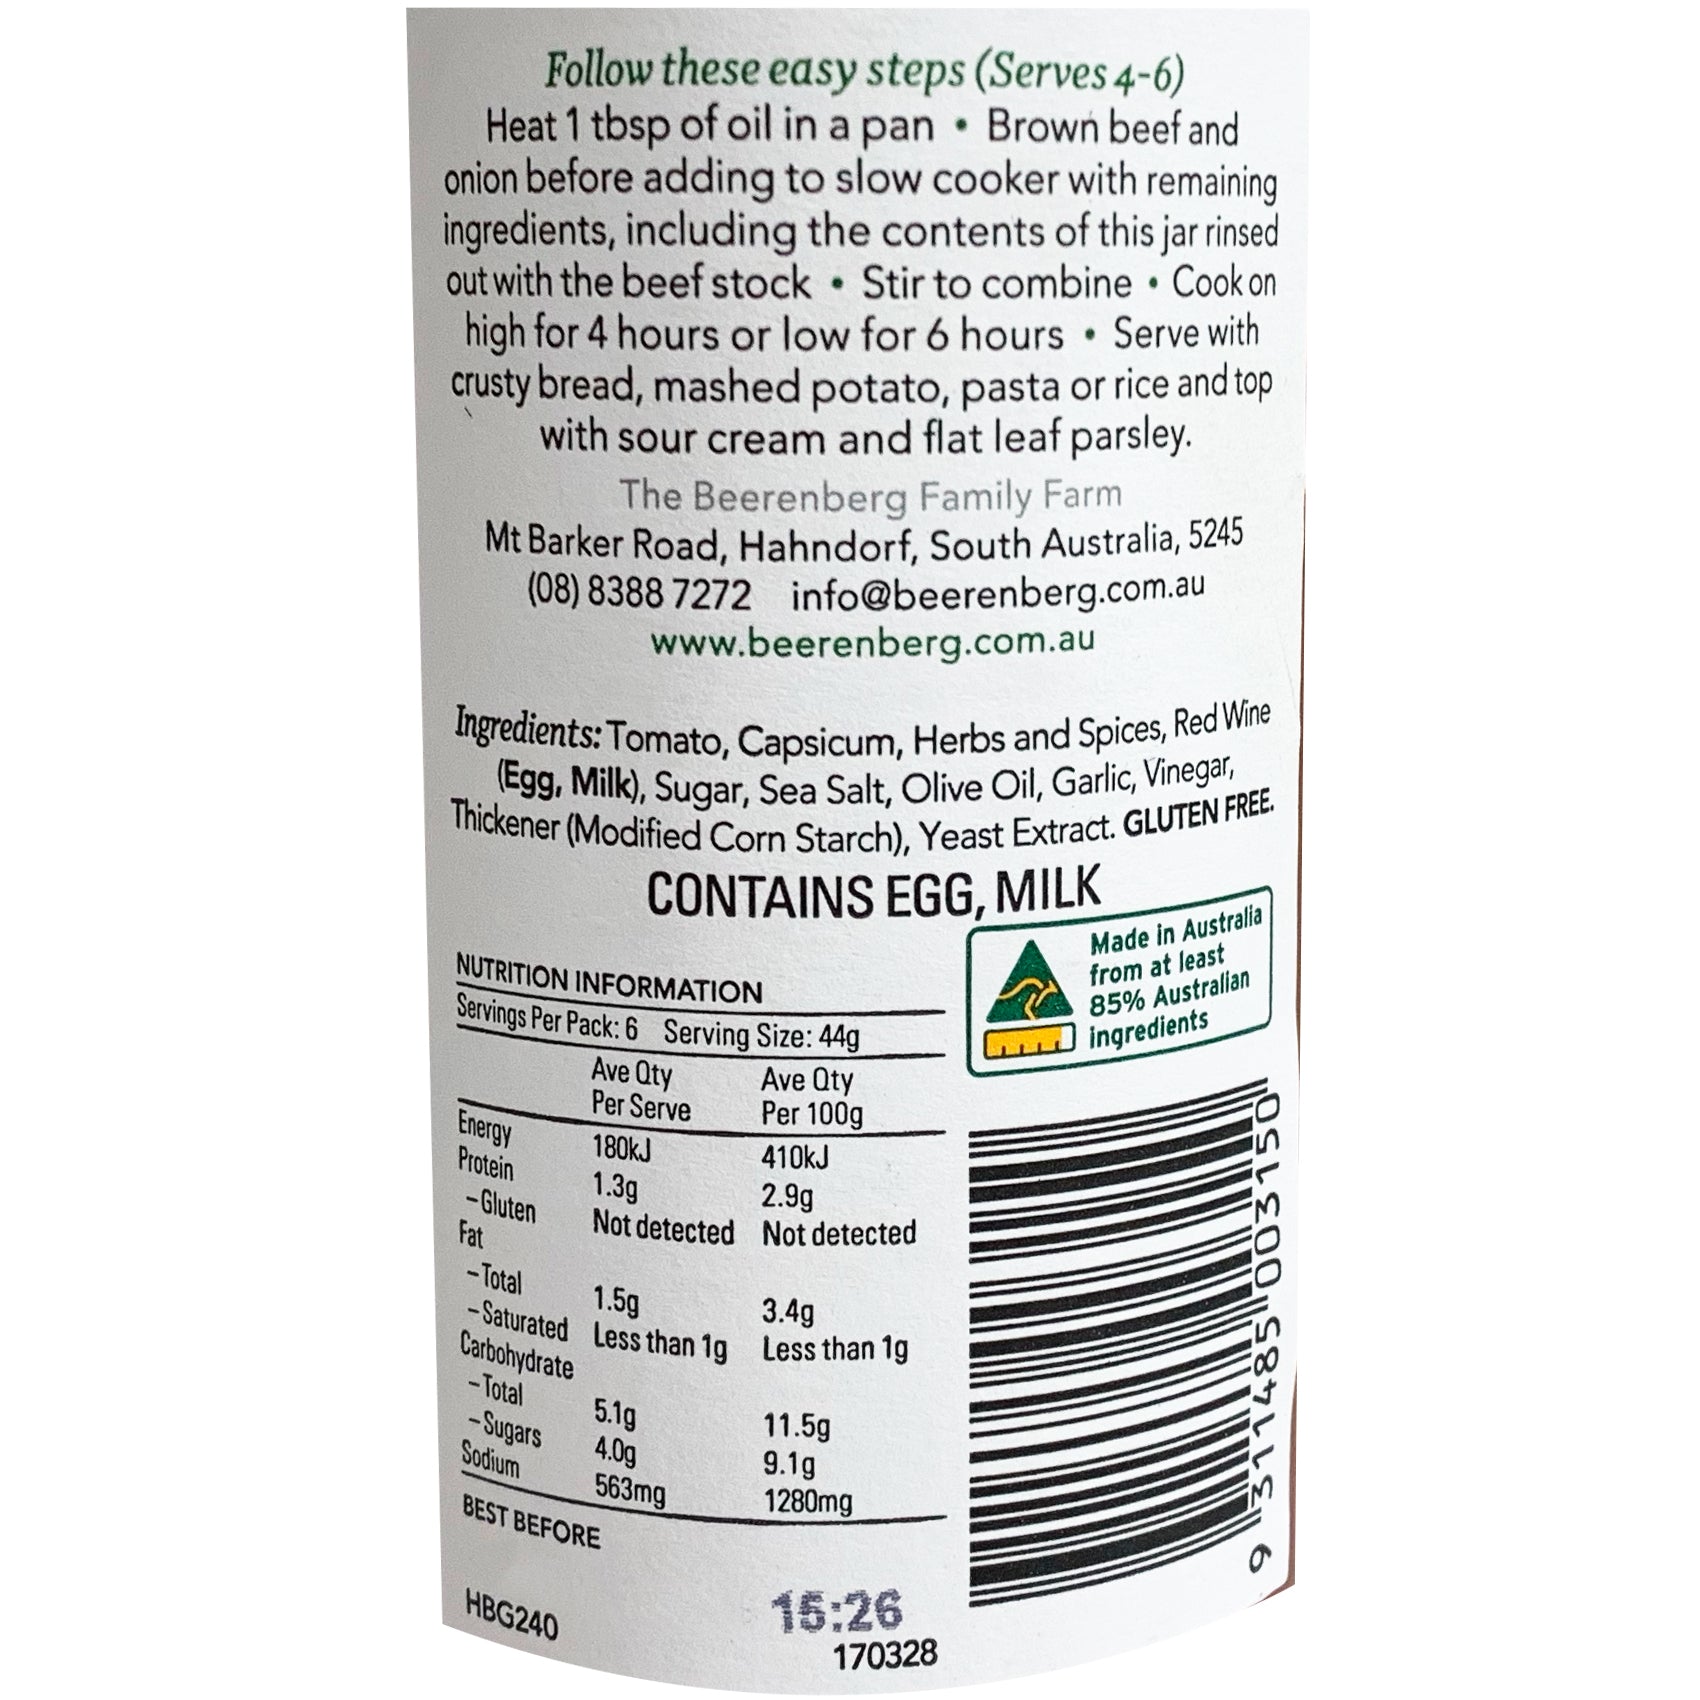 Follow these easy steps (Serves 4-6)
Heat 1 tbsp of oil in a pan • Brown beef and
onion before adding to slow cooker with remaining
ingredients, including the contents of this jar rinsed
out with the beef stock • Stir to combine • Cook on
high for 4 hours or low for 6 hours • Serve with
crusty bread, mashed potato, pasta or rice and top
with sour cream and flat leaf parsley.
The Beerenberg Family Farm
Mt Barker Road, Hahndorf, South Australia, 5245
(08) 8388 7272 info@beerenberg.com.au
www.beerenberg.com.au
Ingredients: Tomato, Capsicum, Herbs and Spices, Red Wine
(Egg, Milk), Sugar, Sea Salt, Olive Oil, Garlic, Vinegar,
Thickener (Modified Corn Starch), Yeast Extract. GLUTEN FREE.
CONTAINS EGG, MILK
Made in Australia
from at least
85% Australian
ingredients
NUTRITION INFORMATION
Servings Per Pack: 6 Serving Size: 44g
Ave Qty Ave Qty
Per Serve Per 100g
Energy 180kJ 410kJ
Protein 1.3g 2.9g
-Gluten Not detected Not detected
Fat
-Total 1.5g 3.4g
-Saturated Less than 1g Less than 1g
Carbohydrate
-Total 5.1g 11.5g
-Sugars 4.0g 9.1g
Sodium 563mg 1280mg
BEST BEFORE
9 311485 003150
HBG240
15:26
170328